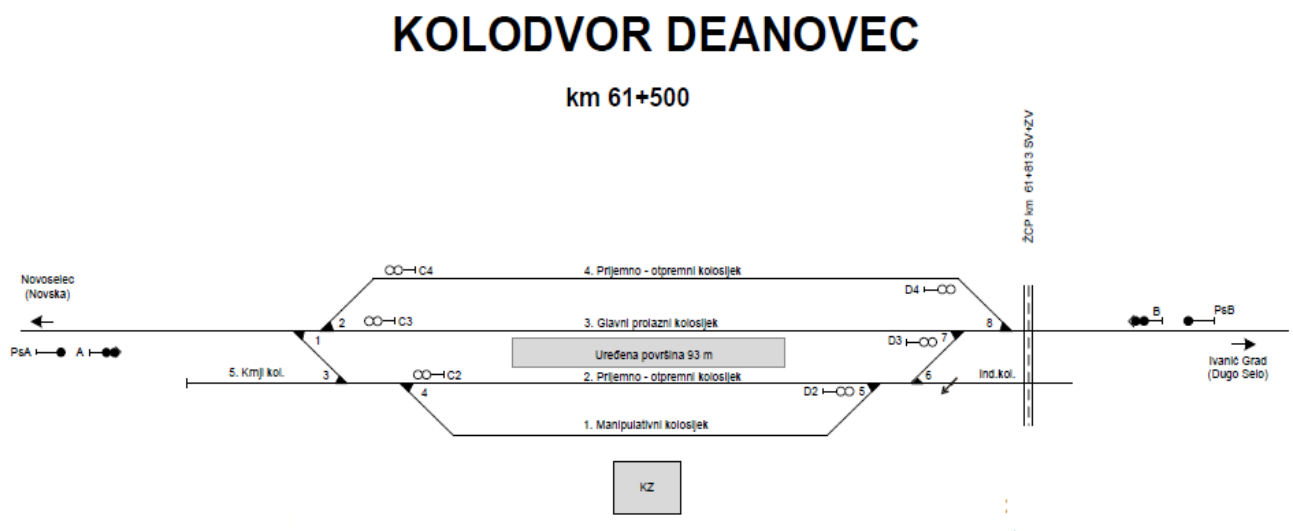 KOLODVOR DEANOVEC
km 61+500
ŽCP km 61+813 SV+ZV
C4
4. Prijemno - otpremni kolosijek
D4
Novoselec
(Novska)
2
C3
3. Glavni prolazni kolosijek
8
B
PsB
PsA
A
1
Uređena površina 93 m
D3
7
Ivanić Grad
(Dugo Selo)
5. Krnji kol.
3
C2
2. Prijemno - otpremni kolosijek
6
Ind.kol.
4
D2
5
1. Manipulativni kolosijek
KZ